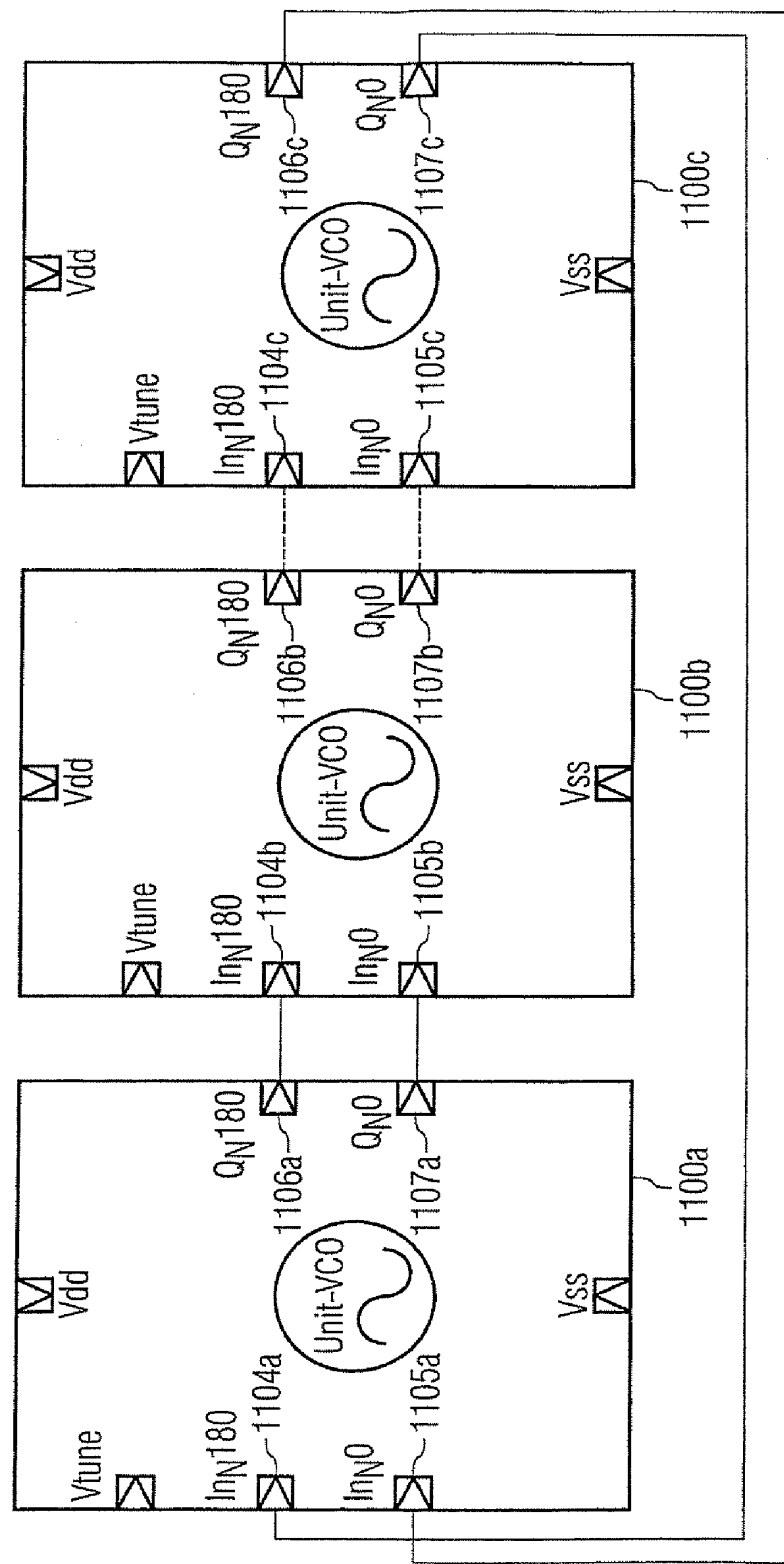 Vdd
Vtune
In_N180
1104a
In_N0
1105a
Unit-VCO
Q_N180
1106a
Q_N0
1107a
Vss
1100a
Vdd
Vtune
In_N180
1104b
In_N0
1105b
Unit-VCO
Q_N180
1106b
Q_N0
1107b
Vss
1100b
Vdd
Vtune
In_N180
1104c
In_N0
1105c
Unit-VCO
Q_N180
1106c
Q_N0
1107c
Vss
1100c